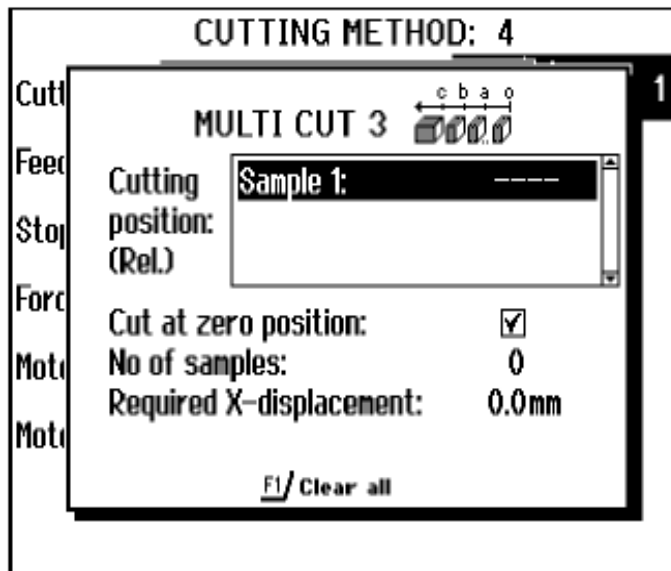 CUTTING METHOD: 4
1
MULTI CUT 3
c b a o
Cutting
position:
(Rel.)
Sample 1: ----
Cut at zero position:
No of samples: 0
Required X-displacement: 0.0mm
F1/ Clear all
Cutt
Feed
Stop
Forc
Moto
Moto